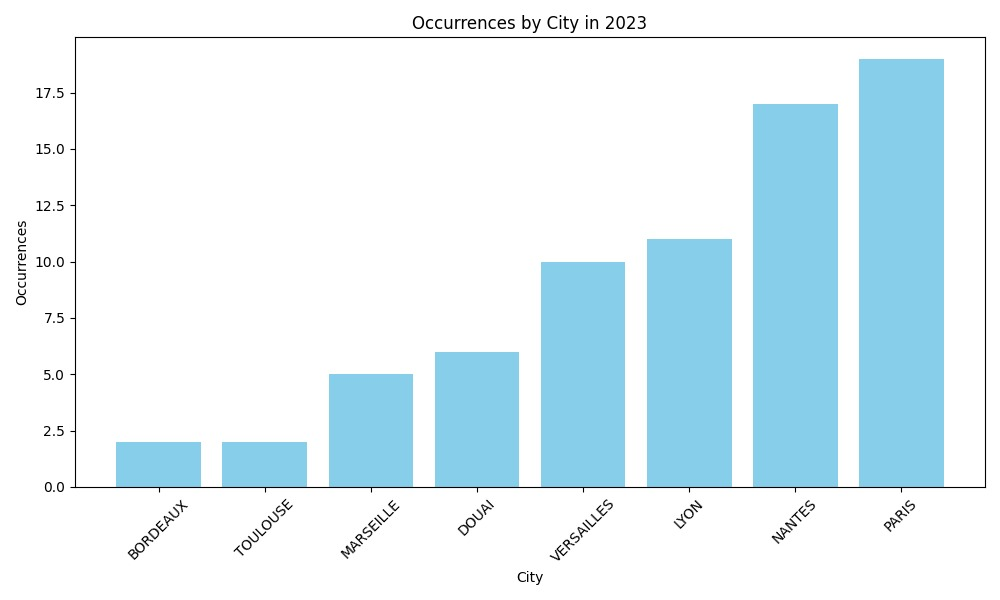 Occurrences by City in 2023
Occurrences
17.5
15.0
12.5
10.0
7.5
5.0
2.5
0.0
BORDEAUX
TOULOUSE
MARSEILLE
DOUAI
VERSAILLES
LYON
NANTES
PARIS
City